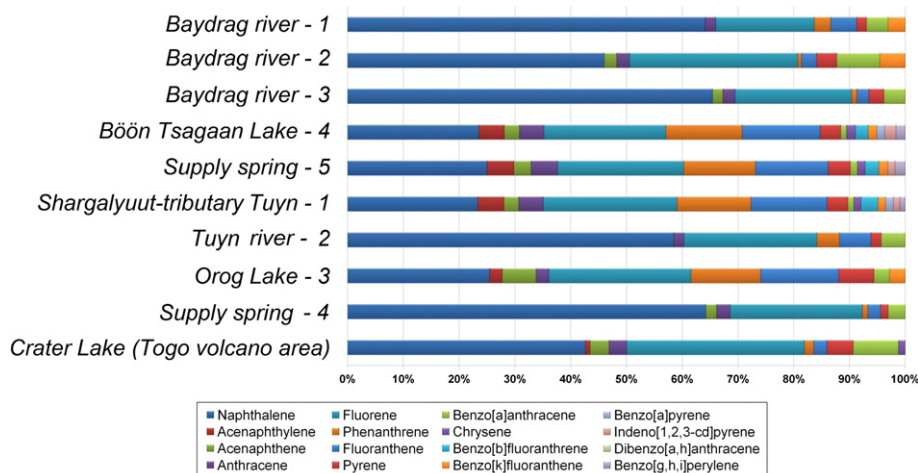 Baydrag river - 1
Baydrag river - 2
Baydrag river - 3
Böön Tsagaan Lake - 4
Supply spring - 5
Shargalyuut-tributary Tuyn - 1
Tuyn river - 2
Orog Lake - 3
Supply spring - 4
Crater Lake (Togo volcano area)
0% 10% 20% 30% 40% 50% 60% 70% 80% 90% 100%
Naphthalene Fluorene Benzo[a]anthracene Benzo[a]pyrene
Acenaphthylene Phenanthrene Chrysene Indeno[1,2,3-cd]pyrene
Acenaphthene Fluoranthene Benzo[b]fluoranthrene Dibenzo[a,h]anthracene
Anthracene Pyrene Benzo[k]fluoranthene Benzo[g,h,i]perylene